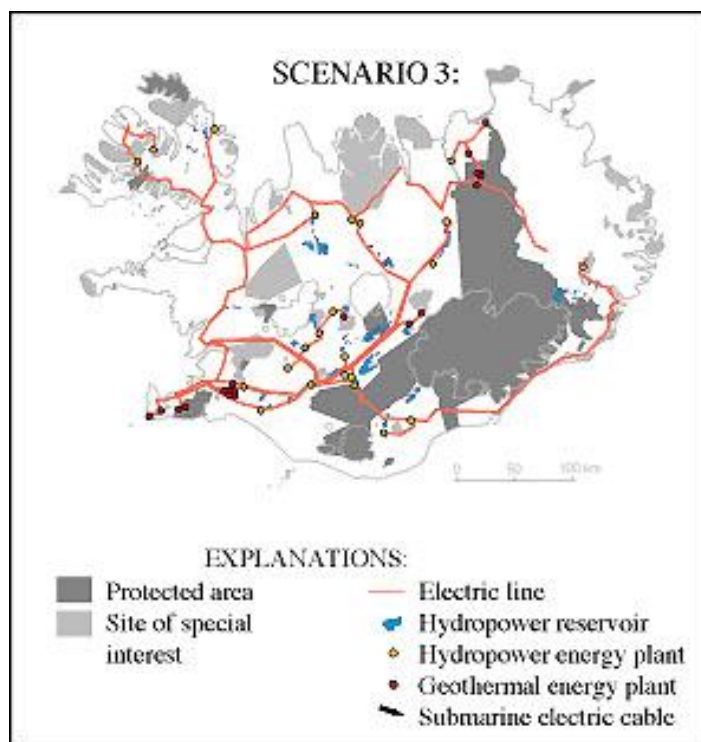 SCENARIO 3:
0 50 100 km
EXPLANATIONS:
Protected area
Site of special
interest
Electric line
Hydropower reservoir
Hydropower energy plant
Geothermal energy plant
Submarine electric cable